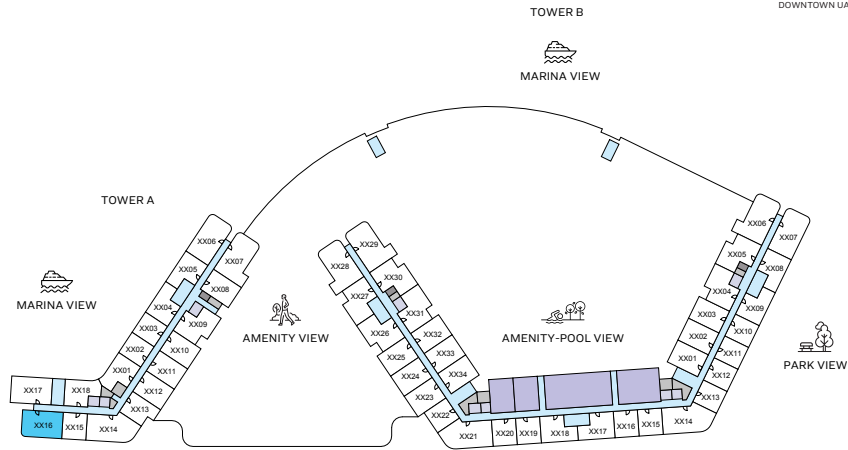 DOWNTOWN UA
TOWER B
MARINA VIEW
TOWER A
MARINA VIEW
AMENITY VIEW
AMENITY-POOL VIEW
PARK VIEW
XX06
XX07
XX05
XX08
XX04
XX09
XX03
XX10
XX02
XX11
XX01
XX12
XX17
XX18
XX13
XX16
XX15
XX14
XX29
XX28
XX30
XX27
XX31
XX26
XX32
XX25
XX33
XX24
XX34
XX23
XX22
XX21
XX20
XX19
XX18
XX17
XX16
XX15
XX14
XX06
XX07
XX05
XX08
XX04
XX09
XX03
XX10
XX02
XX11
XX01
XX12
XX13